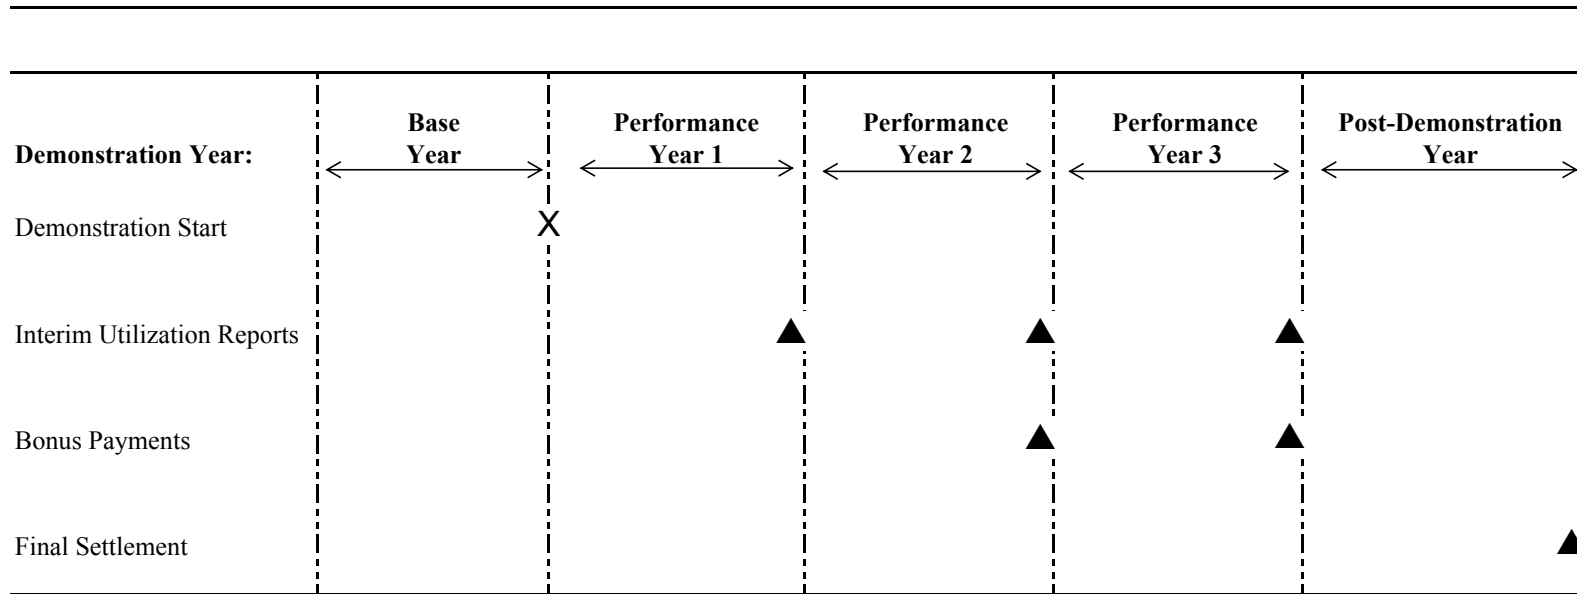 Demonstration Year:
Base
Year
Performance
Year 1
Performance
Year 2
Performance
Year 3
Post-Demonstration
Year
Demonstration Start
X
Interim Utilization Reports
Bonus Payments
Final Settlement